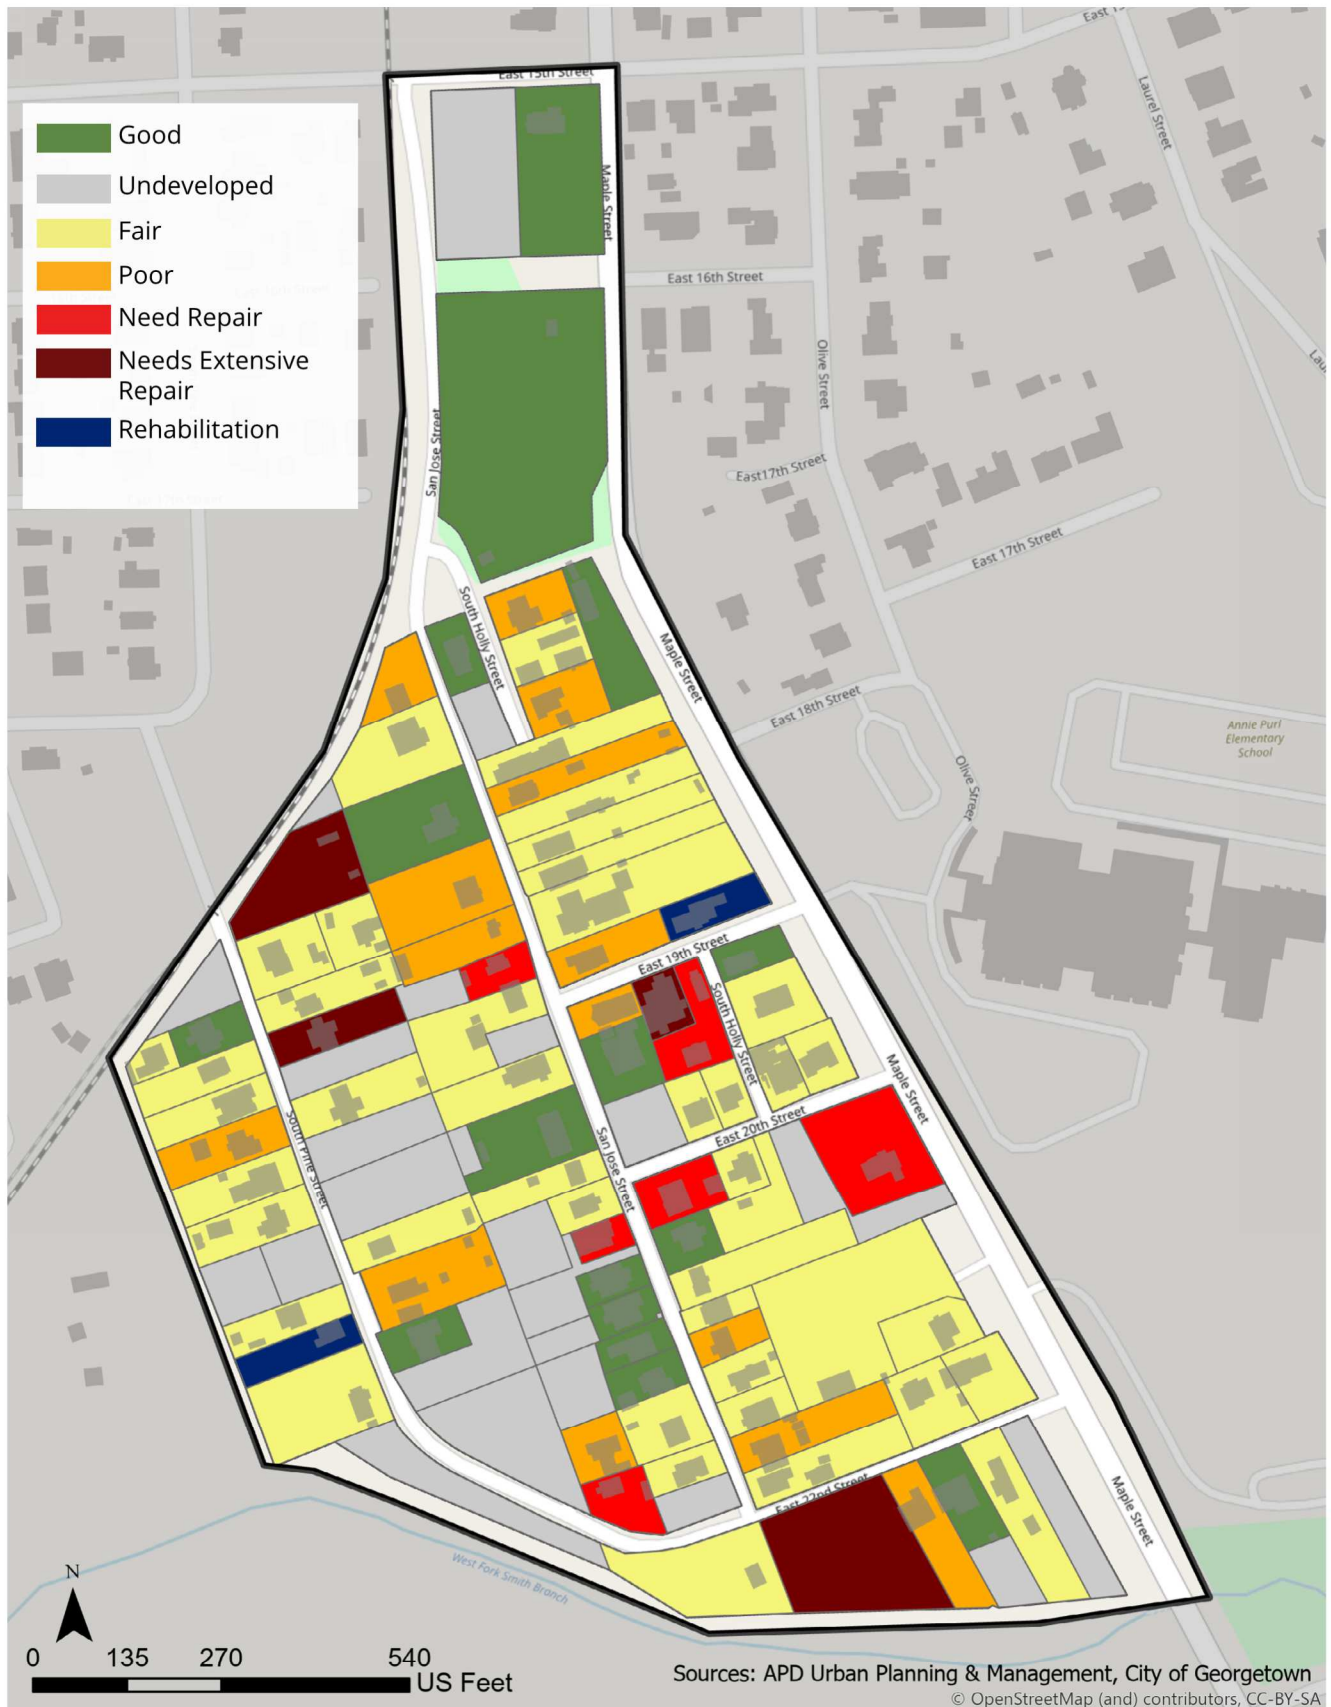 East 15th Street
Laurel Street
Good
Undeveloped
Fair
Poor
Need Repair
Needs Extensive
Repair
Rehabilitation
Maple Street
East 16th Street
Olive Street
San Jose Street
East17th Street
East 17th Street
South Holly Street
Maple Street
East 18th Street
Annie Purl
Elementary
School
Olive Street
East 19th Street
South Holly Street
Maple Street
East 20th Street
South Pine Street
San Jose Street
East 22nd Street
Maple Street
West Fork Smith Branch
N
0 135 270 540
US Feet
Sources: APD Urban Planning & Management, City of Georgetown
© OpenStreetMap (and) contributors, CC-BY-SA